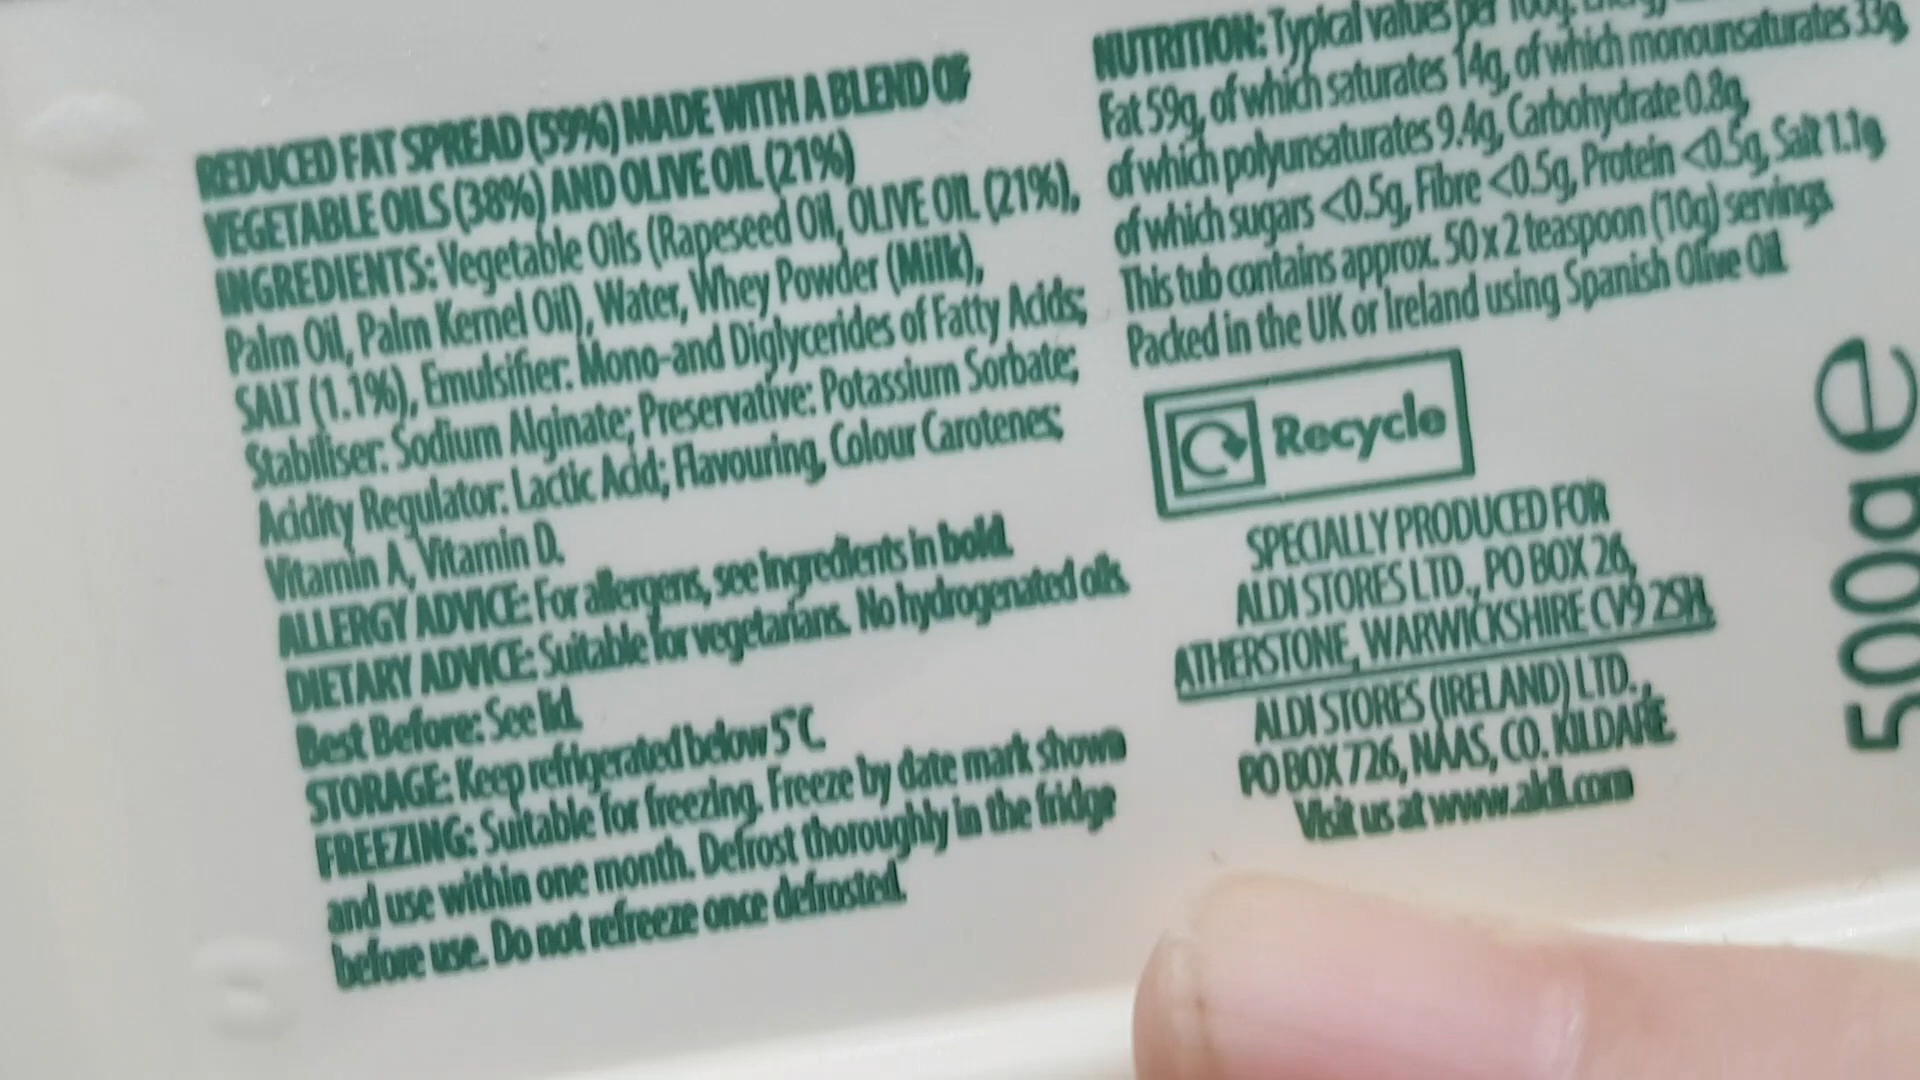 REDUCED FAT SPREAD (59%) MADE WITH A BLEND OF
VEGETABLE OILS (38%) AND OLIVE OIL (21%)
INGREDIENTS: Vegetable Oils (Rapeseed Oil, OLIVE OIL (21%),
Palm Oil, Palm Kernel Oil), Water, Whey Powder (Milk),
SALT (1.1%), Emulsifier: Mono-and Diglycerides of Fatty Acids;
Stabiliser: Sodium Alginate; Preservative: Potassium Sorbate;
Acidity Regulator: Lactic Acid; Flavouring, Colour Carotenes;
Vitamin A, Vitamin D.
ALLERGY ADVICE: For allergens, see ingredients in bold.
DIETARY ADVICE: Suitable for vegetarians. No hydrogenated oils.
Best Before: See lid.
STORAGE: Keep refrigerated below 5°C.
FREEZING: Suitable for freezing. Freeze by date mark shown
and use within one month. Defrost thoroughly in the fridge
before use. Do not refreeze once defrosted.
NUTRITION: Typical values per 100g: Energy
Fat 59g, of which saturates 14g, of which monounsaturates 33g,
of which polyunsaturates 9.4g, Carbohydrate 0.8g,
of which sugars <0.5g, Fibre <0.5g, Protein <0.5g, Salt 1.1g.
This tub contains approx. 50 x 2 teaspoon (10g) servings
Packed in the UK or Ireland using Spanish Olive Oil
Recycle
SPECIALLY PRODUCED FOR
ALDI STORES LTD., PO BOX 26,
ATHERSTONE, WARWICKSHIRE CV9 2SH.
ALDI STORES (IRELAND) LTD.,
PO BOX 726, NAAS, CO. KILDARE
Visit us at www.aldi.com
500g e